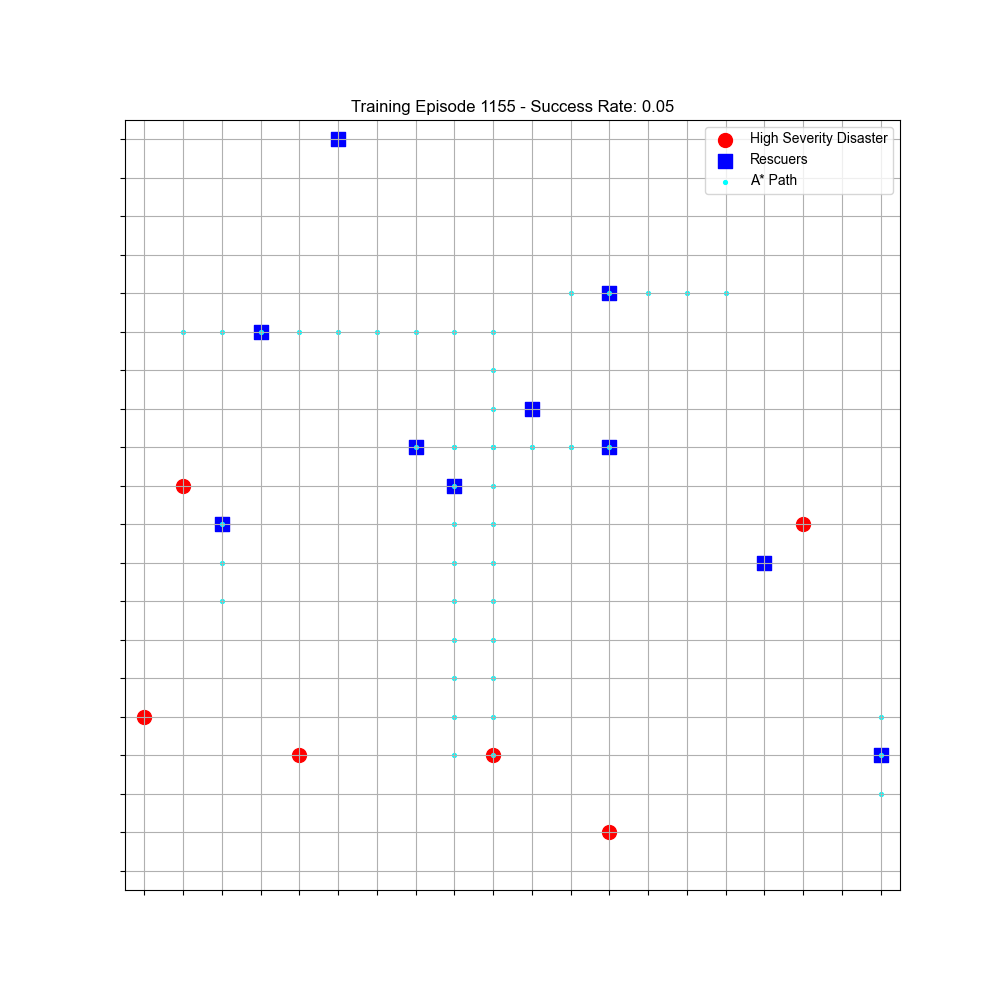 Training Episode 1155 - Success Rate: 0.05
High Severity Disaster
Rescuers
A* Path